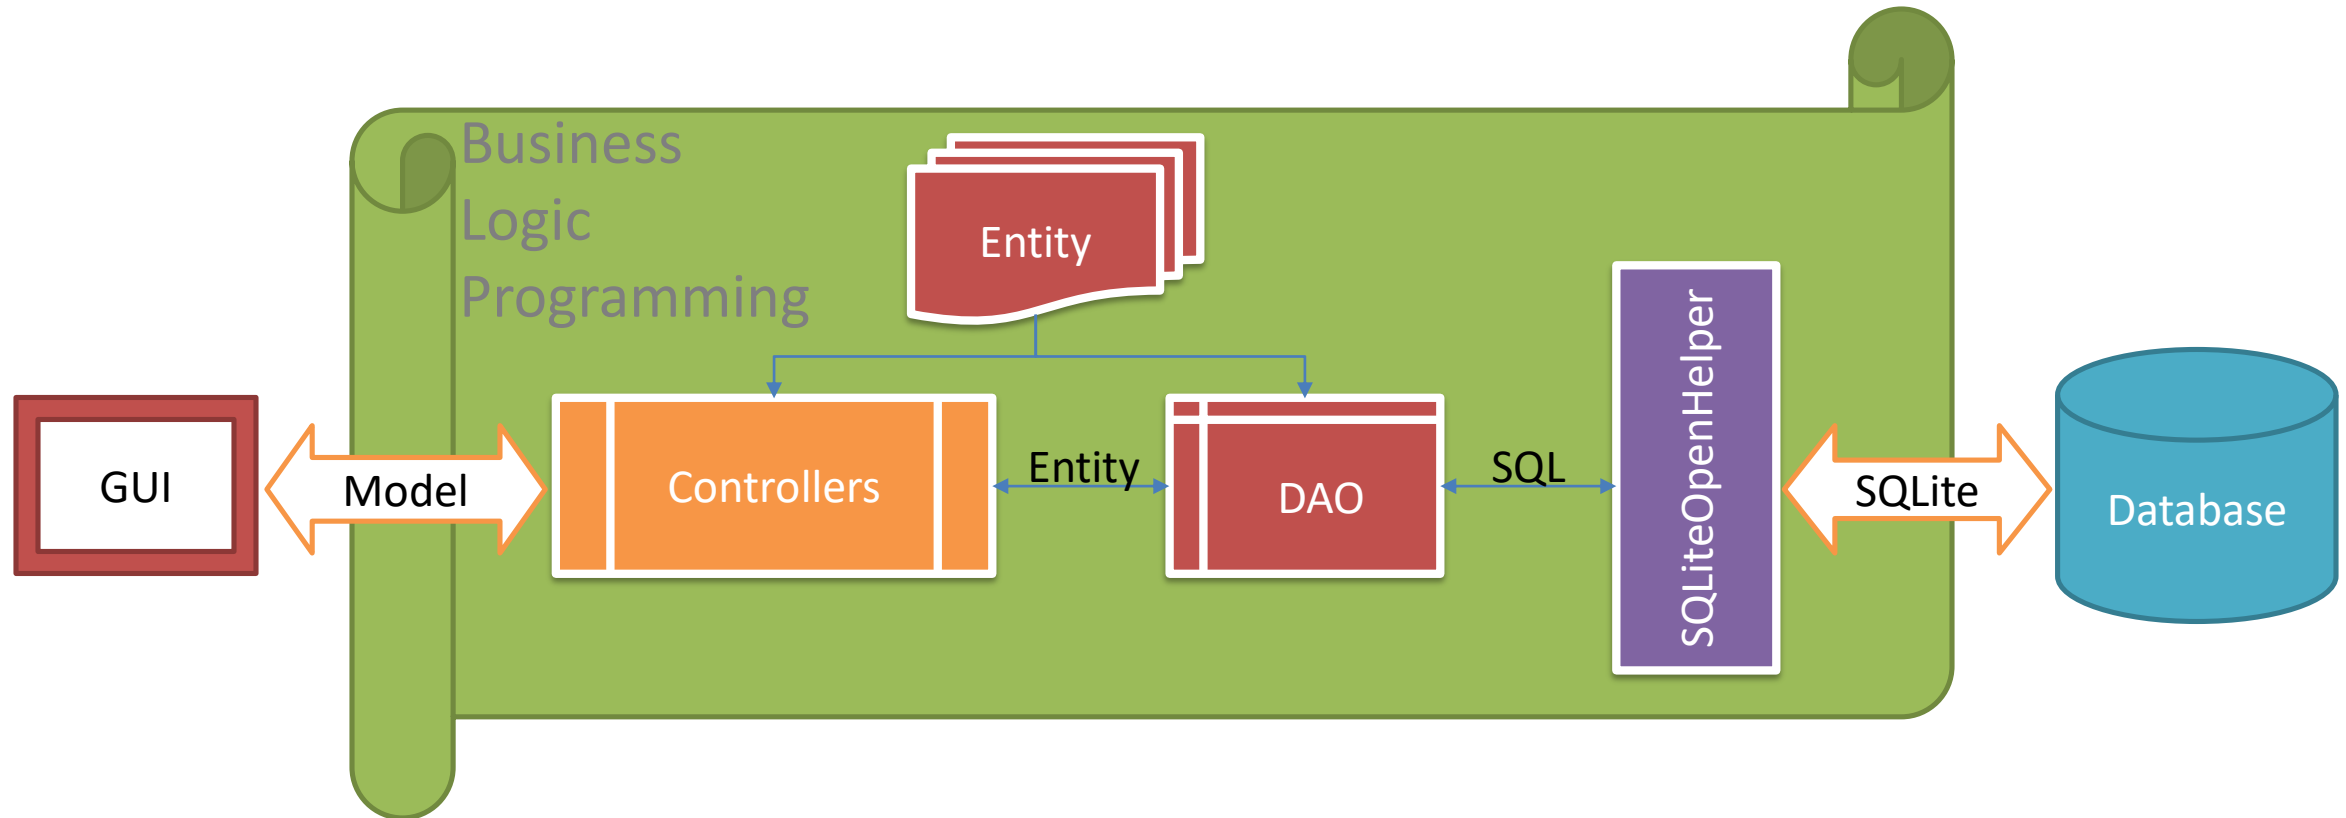 Business
Logic
Programming
Entity
GUI
Model
Controllers
Entity
DAO
SQL
SQLiteOpenHelper
SQLite
Database